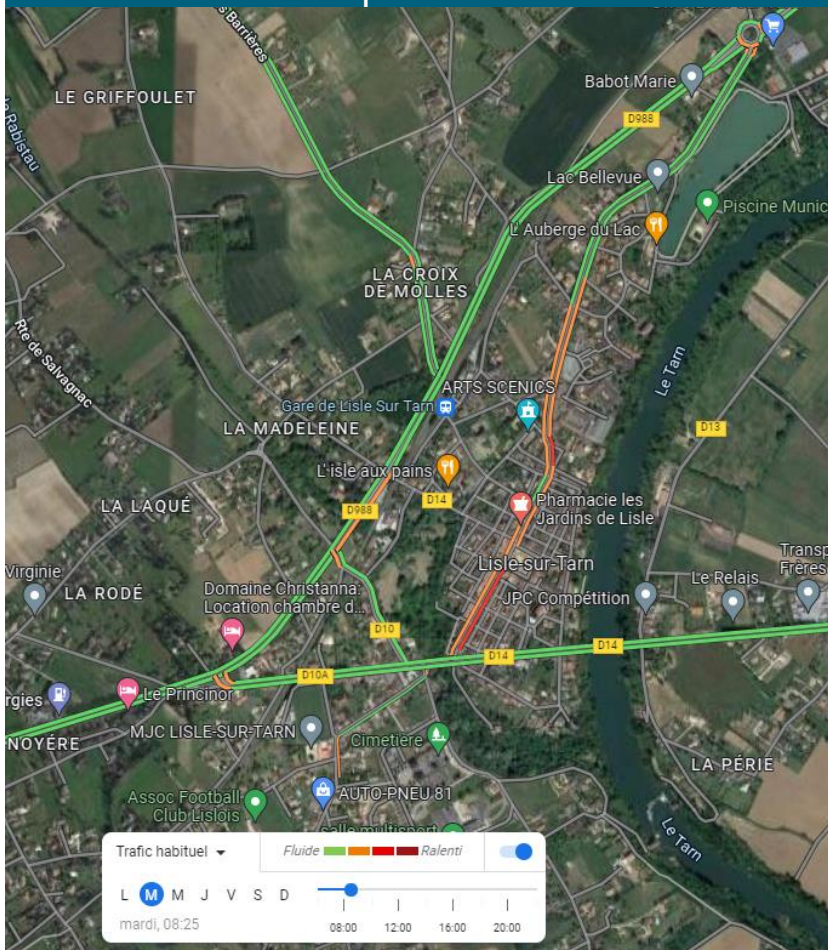 s Barrières
LE GRIFFOULET
le Rabistau
Babot Marie
D988
Lac Bellevue
L'Auberge du Lac
Piscine Munic
LA CROIX
DE MOLLES
Rte de Salvagnac
Le Tarn
ARTS SCENICS
Gare de Lisle Sur Tarn
LA MADELEINE
D13
L'isle aux pains
D14
LA LAQUÉ
D988
Pharmacie les
Jardins de Lisle
Lisle-sur-Tarn
Transp
Frères
Virginie
LA RODÉ
Domaine Christanna:
Location chambre d...
Le Relais
JPC Compétition
D10
D14
D14
D10A
rgies
Le Princinor
NOYÉRE
MJC LISLE-SUR-TARN
Cimetière
LA PÉRIE
AUTO-PNEU 81
Assoc Football
Club Lislois
salle multisport
Le Tarn
Trafic habituel
Fluide
Ralenti
L M M J V S D
mardi, 08:25
08:00 12:00 16:00 20:00